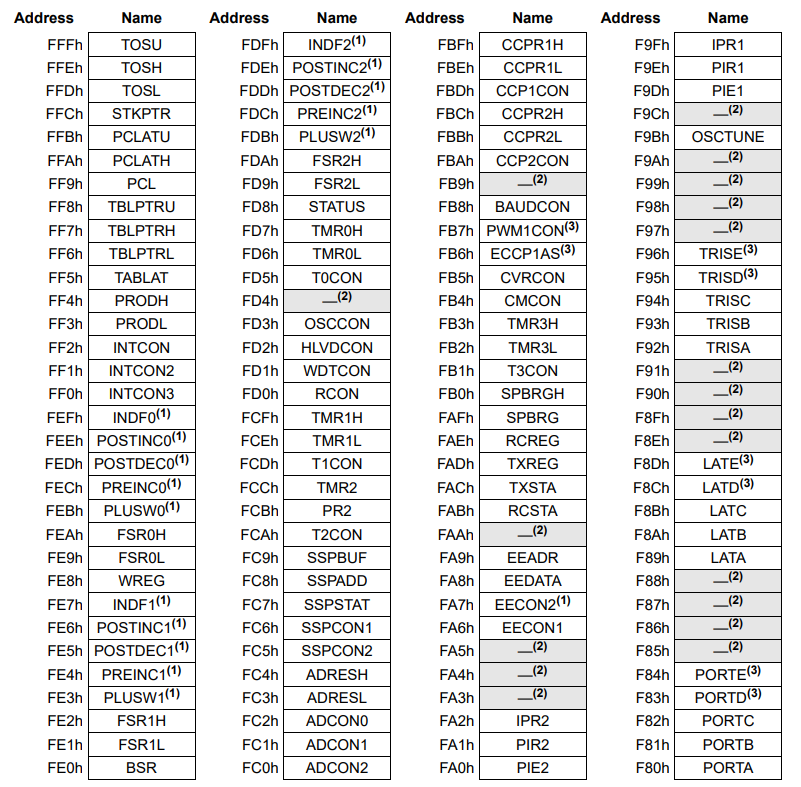 Address Name Address Name Address Name Address Name
FFFh TOSU FDFh INDF2(1) FBFh CCPR1H F9Fh IPR1
FFEh TOSH FDEh POSTINC2(1) FBEh CCPR1L F9Eh PIR1
FFDh TOSL FDDh POSTDEC2(1) FBDh CCP1CON F9Dh PIE1
FFCh STKPTR FDCh PREINC2(1) FBCh CCPR2H F9Ch —(2)
FFBh PCLATU FDBh PLUSW2(1) FBBh CCPR2L F9Bh OSCTUNE
FFAh PCLATH FDAh FSR2H FBAh CCP2CON F9Ah —(2)
FF9h PCL FD9h FSR2L FB9h —(2) F99h —(2)
FF8h TBLPTRU FD8h STATUS FB8h BAUDCON F98h —(2)
FF7h TBLPTRH FD7h TMR0H FB7h PWM1CON(3) F97h —(2)
FF6h TBLPTRL FD6h TMR0L FB6h ECCP1AS(3) F96h TRISE(3)
FF5h TABLAT FD5h T0CON FB5h CVRCON F95h TRISD(3)
FF4h PRODH FD4h —(2) FB4h CMCON F94h TRISC
FF3h PRODL FD3h OSCCON FB3h TMR3H F93h TRISB
FF2h INTCON FD2h HLVDCON FB2h TMR3L F92h TRISA
FF1h INTCON2 FD1h WDTCON FB1h T3CON F91h —(2)
FF0h INTCON3 FD0h RCON FB0h SPBRGH F90h —(2)
FEFh INDF0(1) FCFh TMR1H FAFh SPBRG F8Fh —(2)
FEEh POSTINC0(1) FCEh TMR1L FAEh RCREG F8Eh —(2)
FEDh POSTDEC0(1) FCDh T1CON FADh TXREG F8Dh LATE(3)
FECh PREINC0(1) FCCh TMR2 FACh TXSTA F8Ch LATD(3)
FEBh PLUSW0(1) FCBh PR2 FABh RCSTA F8Bh LATC
FEAh FSR0H FCAh T2CON FAAh —(2) F8Ah LATB
FE9h FSR0L FC9h SSPBUF FA9h EEADR F89h LATA
FE8h WREG FC8h SSPADD FA8h EEDATA F88h —(2)
FE7h INDF1(1) FC7h SSPSTAT FA7h EECON2(1) F87h —(2)
FE6h POSTINC1(1) FC6h SSPCON1 FA6h EECON1 F86h —(2)
FE5h POSTDEC1(1) FC5h SSPCON2 FA5h —(2) F85h —(2)
FE4h PREINC1(1) FC4h ADRESH FA4h —(2) F84h PORTE(3)
FE3h PLUSW1(1) FC3h ADRESL FA3h —(2) F83h PORTD(3)
FE2h FSR1H FC2h ADCON0 FA2h IPR2 F82h PORTC
FE1h FSR1L FC1h ADCON1 FA1h PIR2 F81h PORTB
FE0h BSR FC0h ADCON2 FA0h PIE2 F80h PORTA